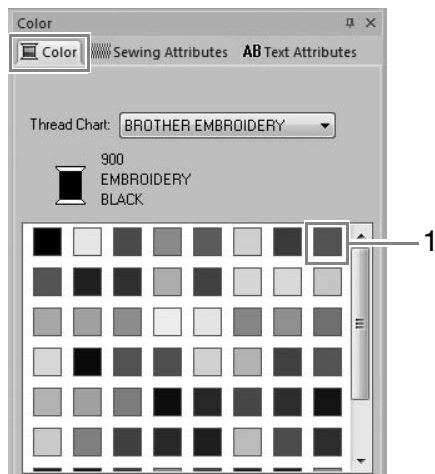 Color
Color Sewing Attributes AB Text Attributes
Thread Chart: BROTHER EMBROIDERY
900
EMBROIDERY
BLACK
1